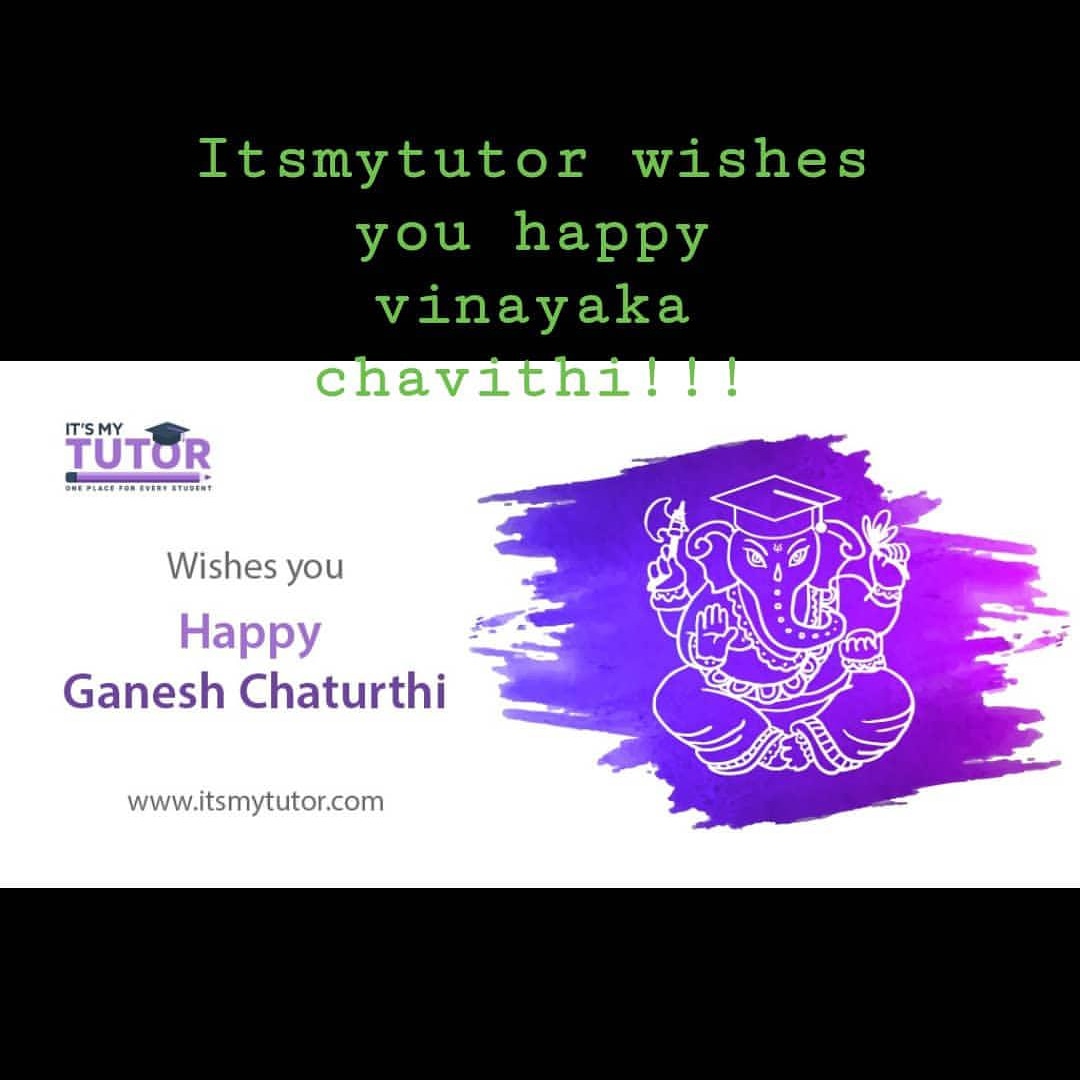 Itsmytutor wishes
you happy
vinayaka
chavithi!!!
IT'S MY
TUTOR
ONE PLACE FOR EVERY STUDENT
Wishes you
Happy
Ganesh Chaturthi
www.itsmytutor.com